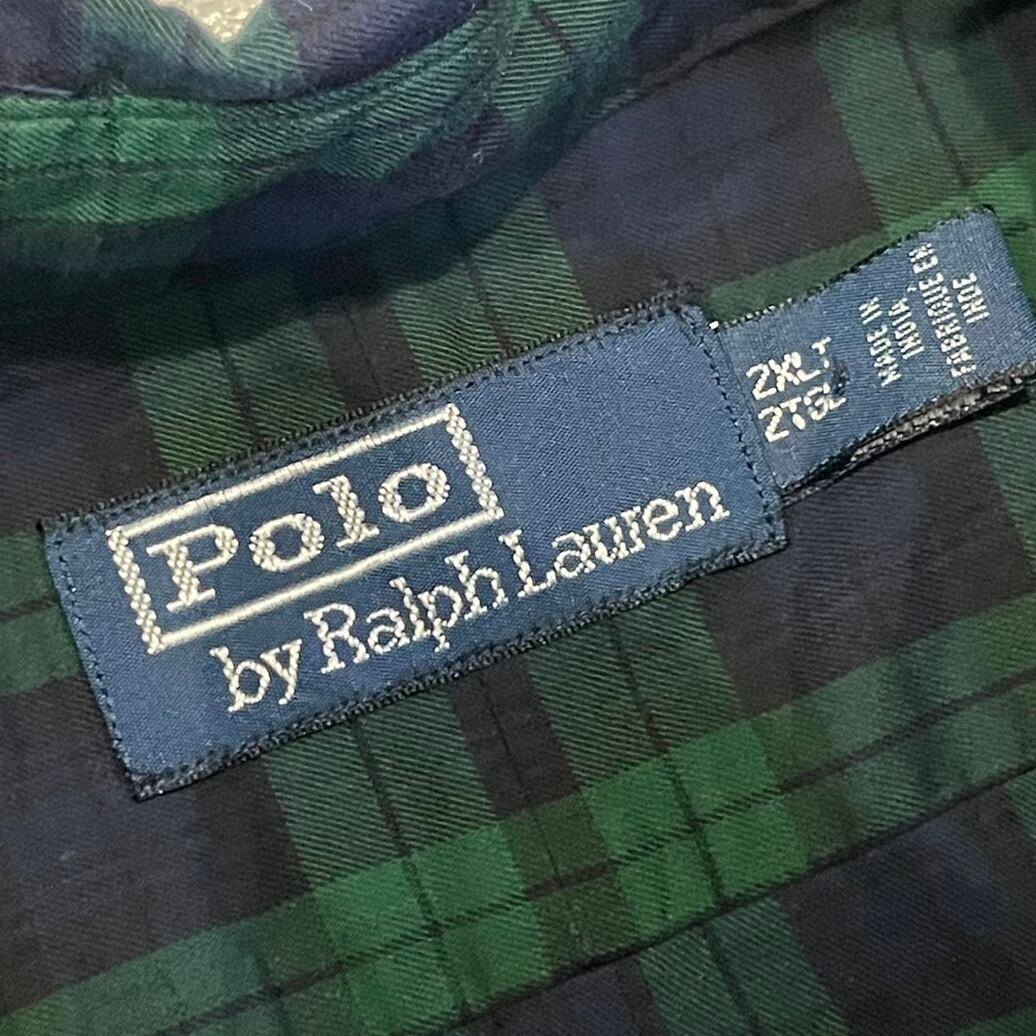 Polo
by Ralph Lauren
2XLT
2TGL
MADE IN
INDIA
FABRIQUE EN
INDE